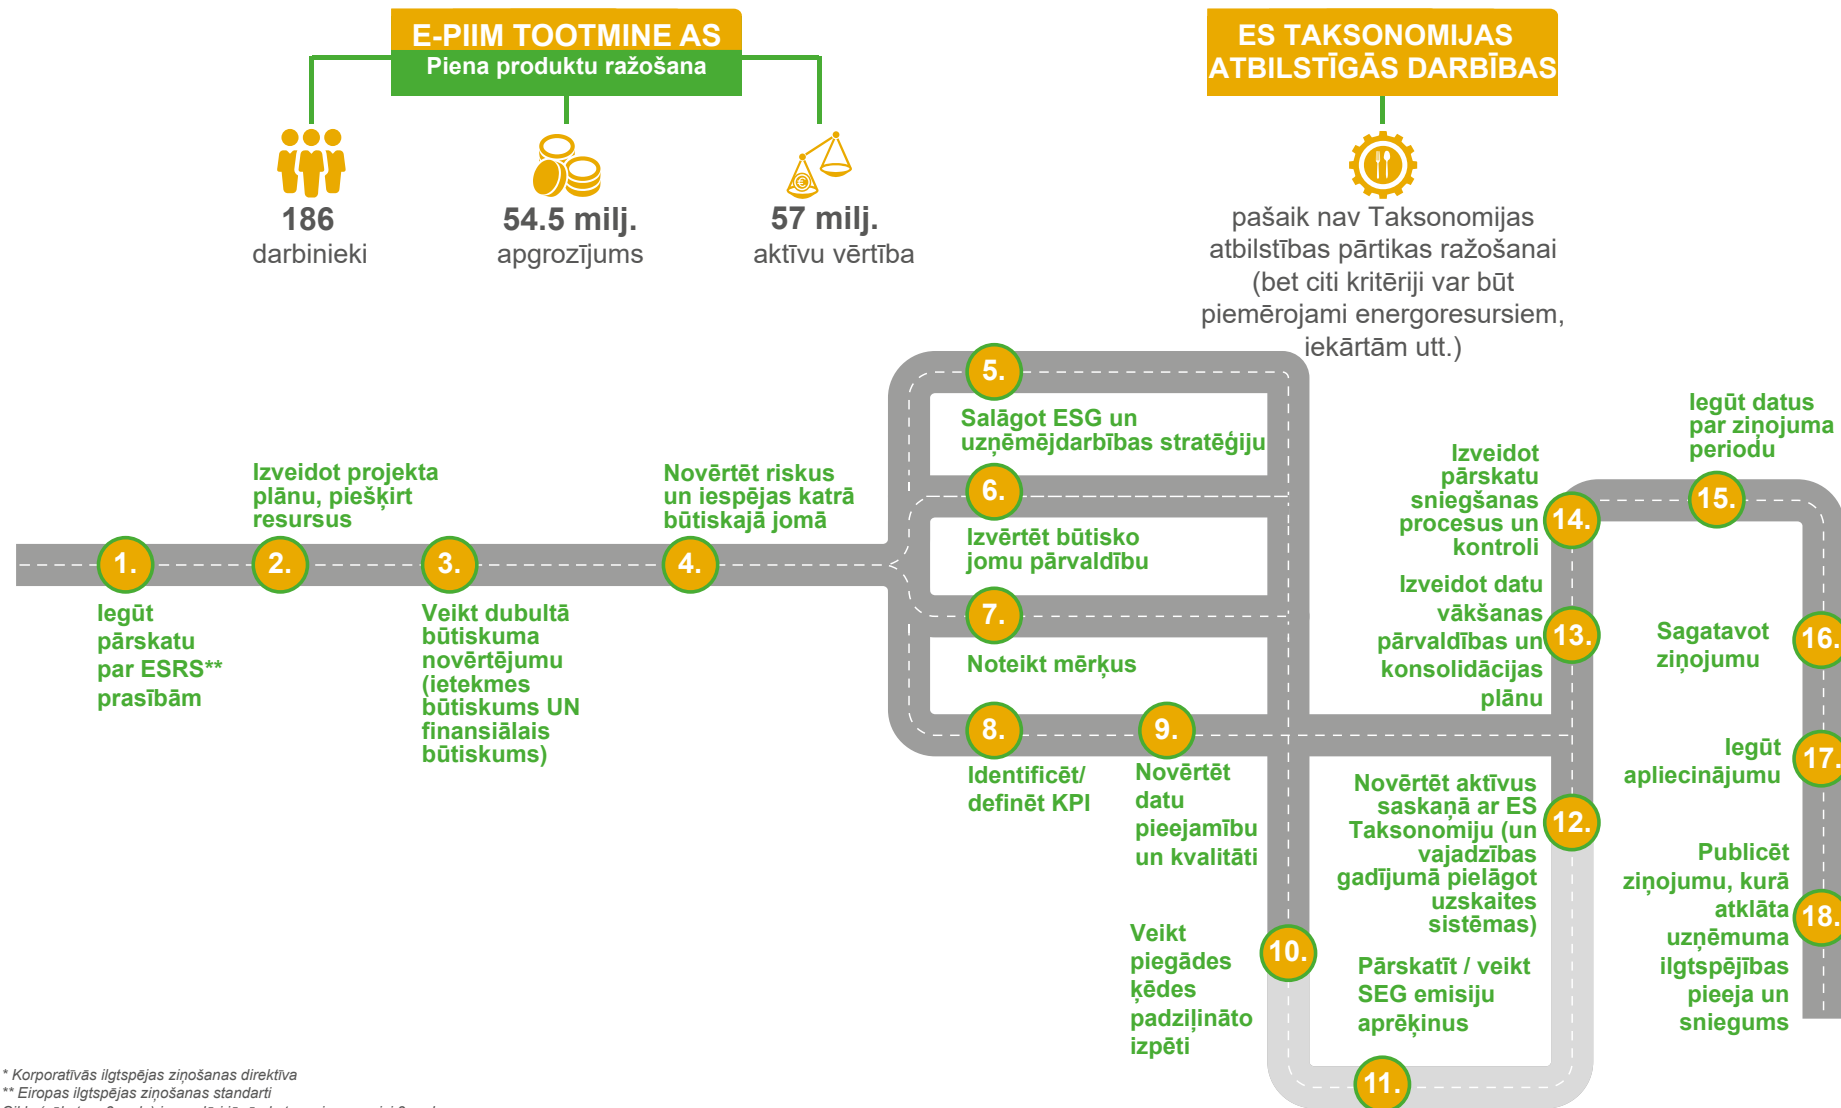 E-PIIM TOOTMINE AS
Piena produktu ražošana
186
darbinieki
54.5 milj.
apgrozījums
57 milj.
aktīvu vērtība
ES TAKSONOMIJAS
ATBILSTĪGĀS DARBĪBAS
pašaik nav Taksonomijas
atbilstības pārtikas ražošanai
(bet citi kritēriji var būt
piemērojami energoresursiem,
iekārtām utt.)
1.
Iegūt
pārskatu
par ESRS**
prasībām
2.
Izveidot projekta
plānu, piešķirt
resursus
3.
Veikt dubultā
būtiskuma
novērtējumu
(ietekmes
būtiskums UN
finansiālais
būtiskums)
4.
Novērtēt riskus
un iespējas katrā
būtiskajā jomā
5.
Salāgot ESG un
uzņēmējdarbības stratēģiju
6.
Izvērtēt būtisko
jomu pārvaldību
7.
Noteikt mērķus
8.
Identificēt/
definēt KPI
9.
Novērtēt
datu
pieejamību
un kvalitāti
10.
Veikt
piegādes
ķēdes
padziļināto
izpēti
11.
Pārskatīt / veikt
SEG emisiju
aprēķinus
12.
Novērtēt aktīvus
saskaņā ar ES
Taksonomiju (un
vajadzības
gadījumā pielāgot
uzskaites
sistēmas)
13.
Izveidot datu
vākšanas
pārvaldības un
konsolidācijas
plānu
14.
Izveidot
pārskatu
sniegšanas
procesus un
kontroli
15.
Iegūt datus
par ziņojuma
periodu
16.
Sagatavot
ziņojumu
17.
Iegūt
apliecinājumu
18.
Publicēt
ziņojumu, kurā
atklāta
uzņēmuma
ilgtspējības
pieeja un
sniegums
* Korporatīvās ilgtspējas ziņošanas direktīva
** Eiropas ilgtspējas ziņošanas standarti